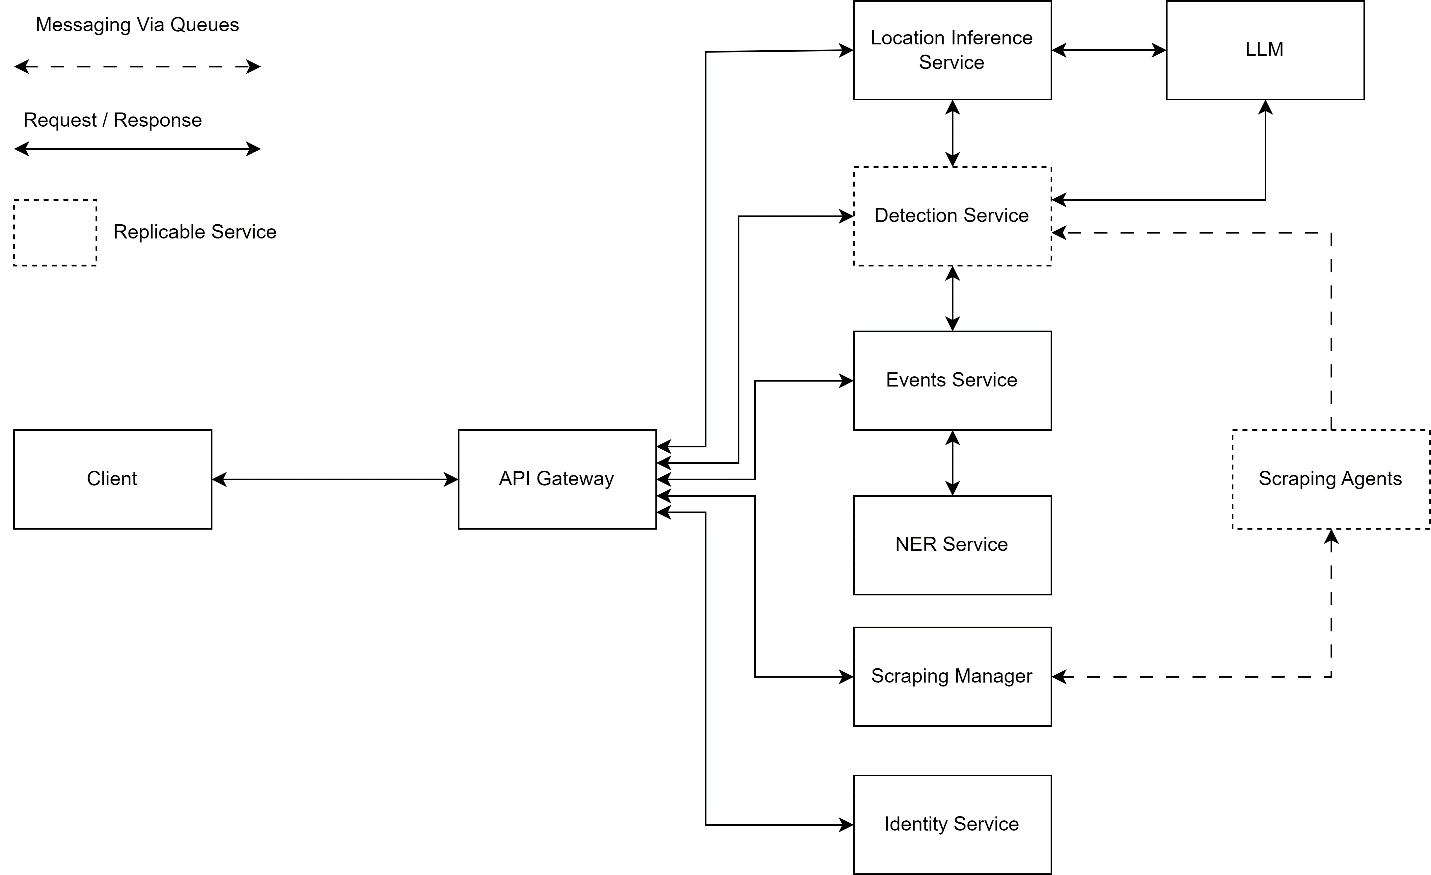 Messaging Via Queues
Request / Response
Replicable Service
Location Inference
Service
LLM
Detection Service
Events Service
Client
API Gateway
Scraping Agents
NER Service
Scraping Manager
Identity Service